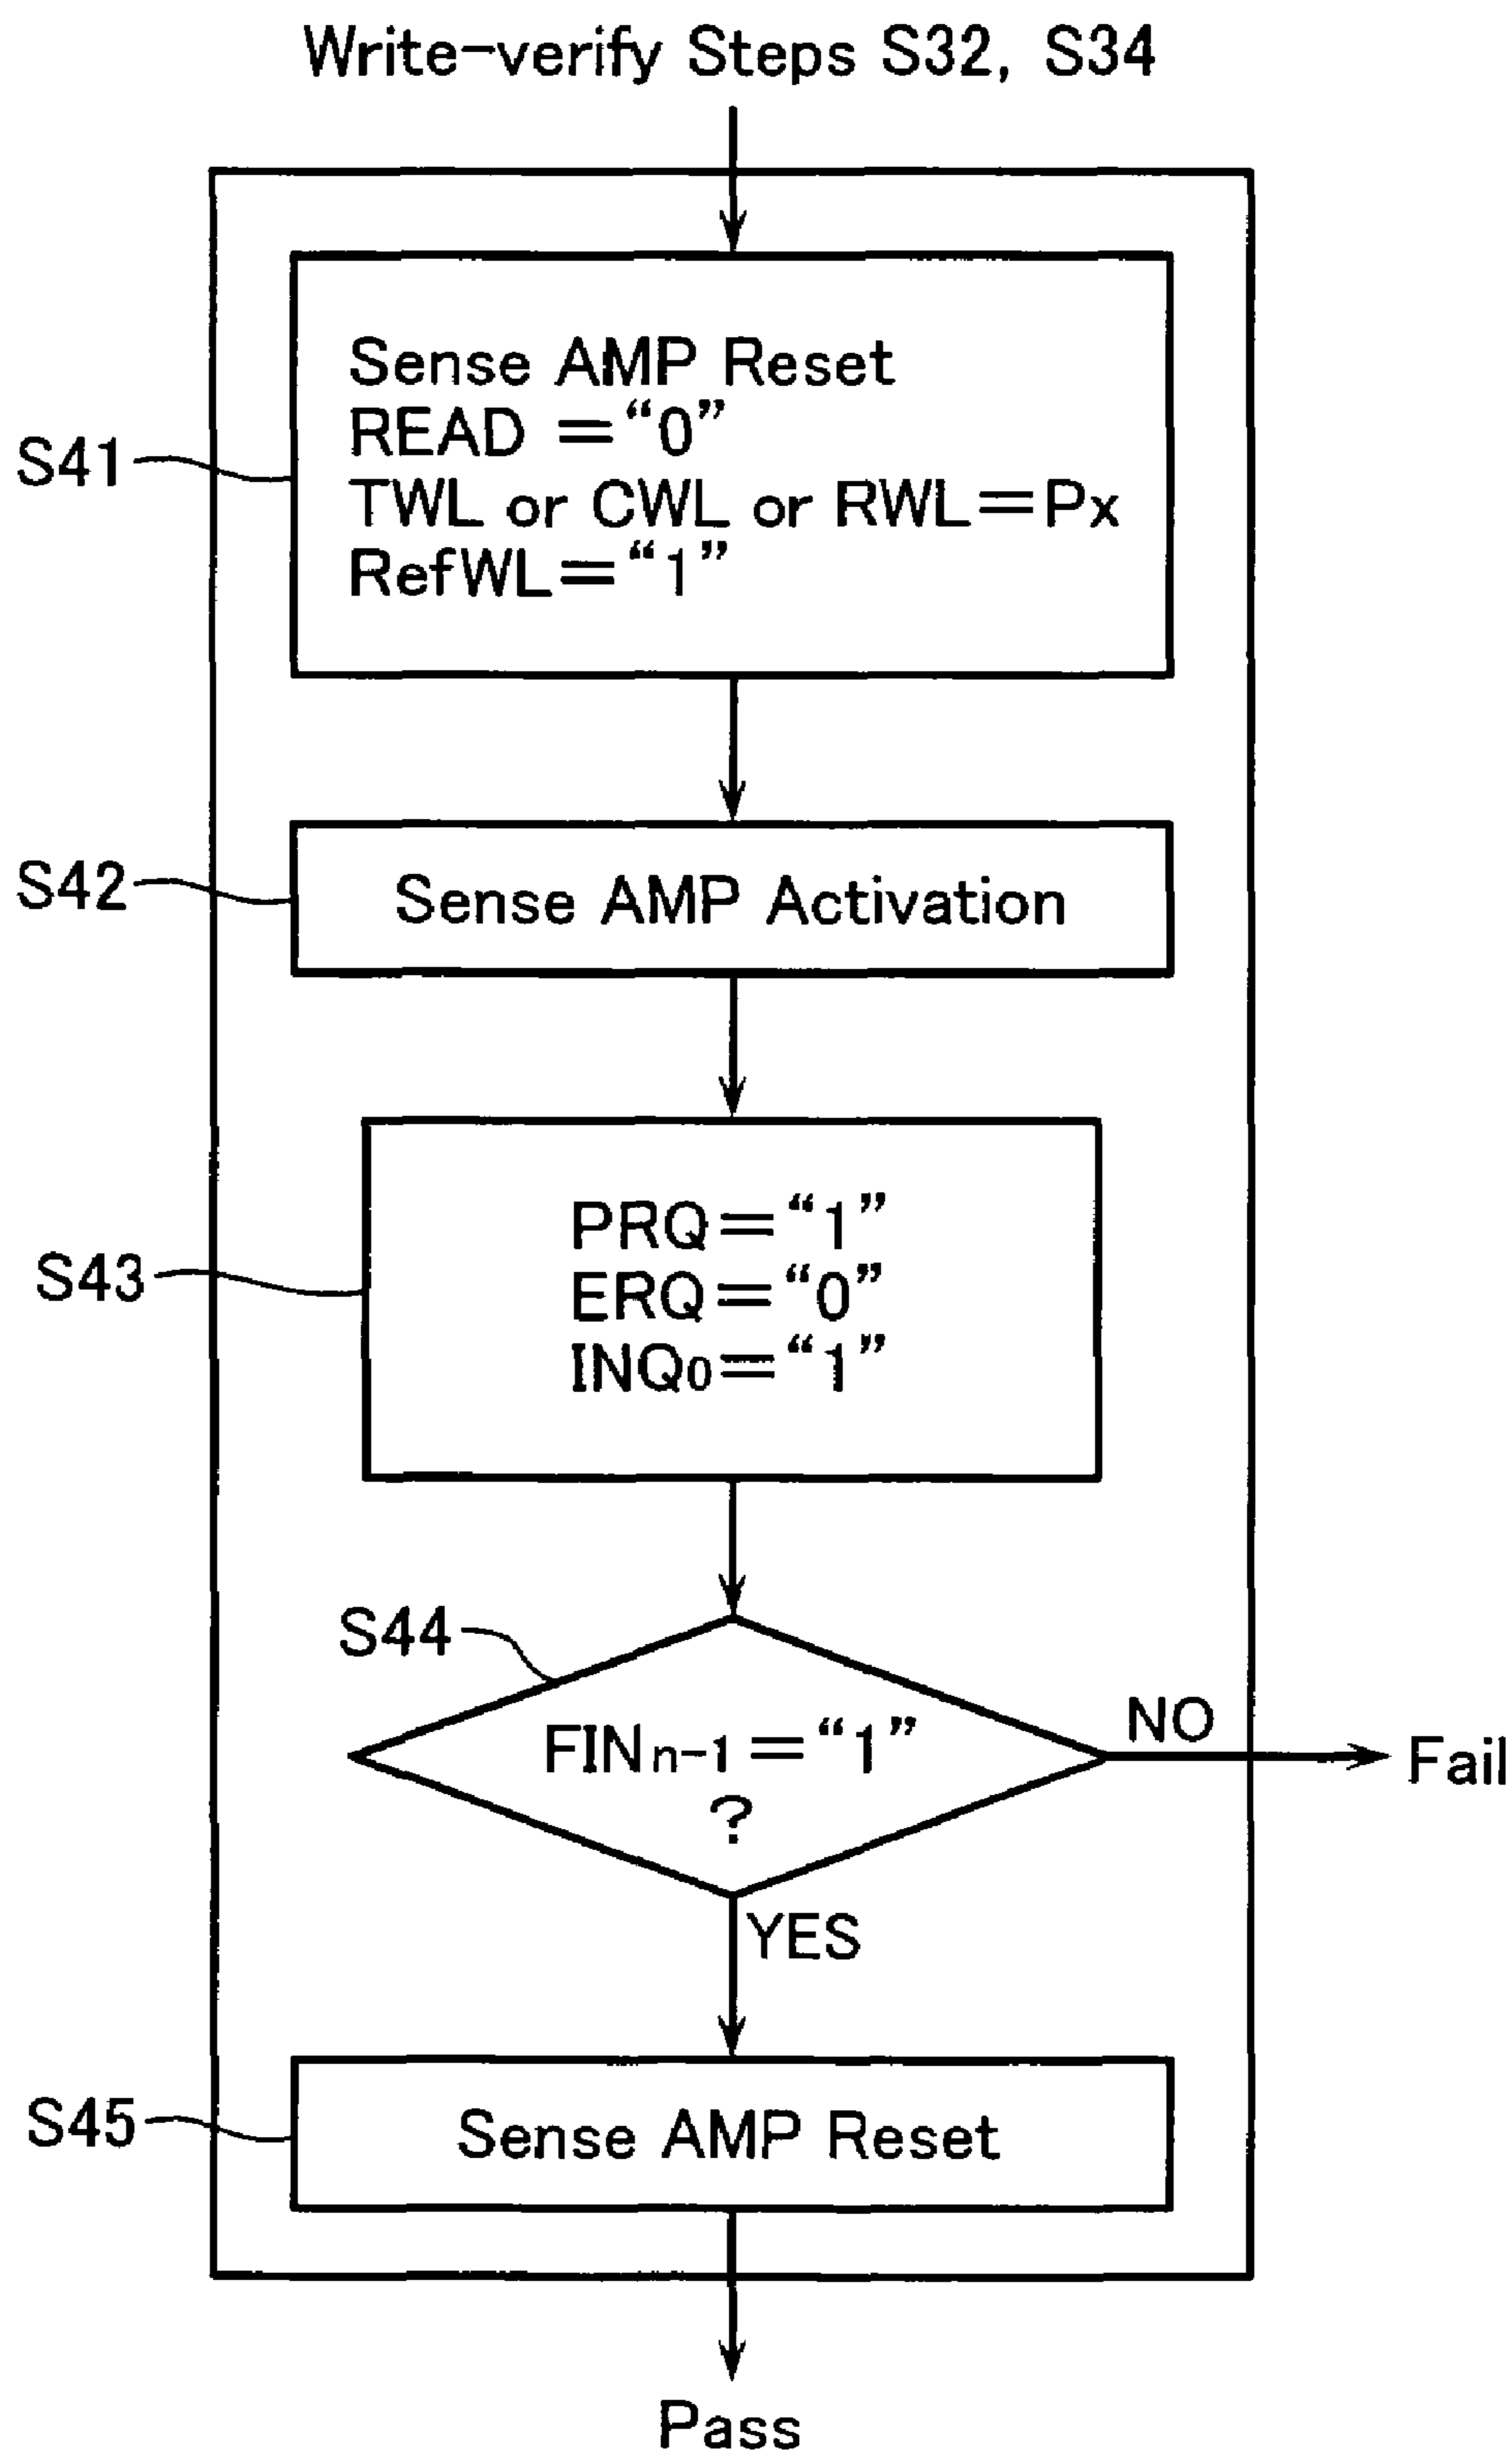 Write-verify Steps S32, S34
S41
Sense AMP Reset
READ =“0”
TWL or CWL or RWL=Px
RefWL=“1”
S42
Sense AMP Activation
S43
PRQ=“1”
ERQ=“0”
INQ0=“1”
S44
FINn-1=“1”
?
NO
Fail
YES
S45
Sense AMP Reset
Pass